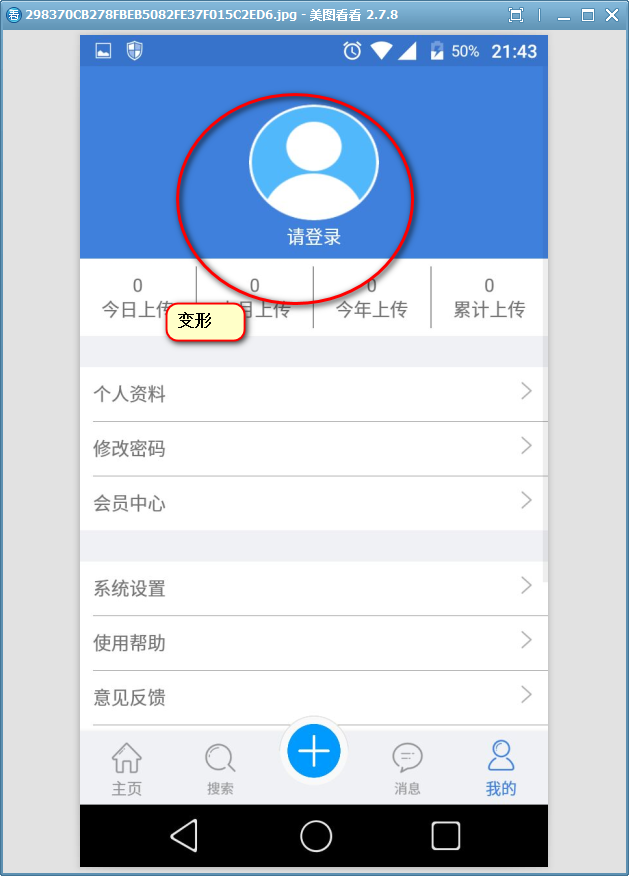 298370CB278FBEB5082FE37F015C2ED6.jpg - 美图看看 2.7.8
50% 21:43
请登录
0 0 0 0
今日上传 月上传 今年上传 累计上传
变形
个人资料
修改密码
会员中心
系统设置
使用帮助
意见反馈
主页 搜索 消息 我的